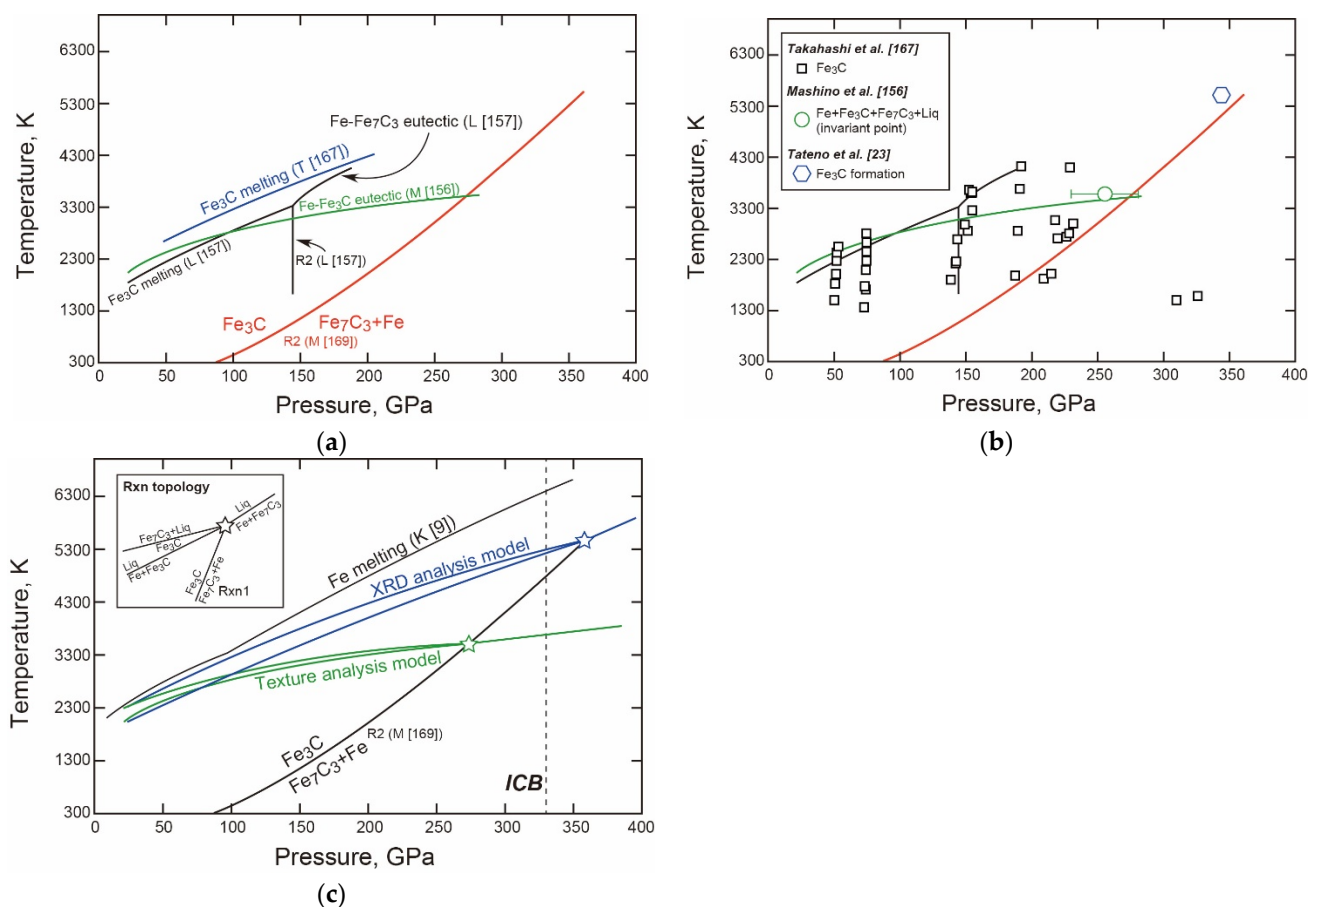 6300
5300
4300
3300
2300
1300
300
Temperature, K
Fe-Fe7C3 eutectic (L [157])
Fe3C melting (T [167])
Fe-Fe3C eutectic (M [156])
Fe3C melting (L [157])
R2 (L [157])
Fe3C
Fe7C3+Fe
R2 (M [169])
0 50 100 150 200 250 300 350 400
Pressure, GPa
(a)
6300
5300
4300
3300
2300
1300
300
Temperature, K
Takahashi et al. [167]
Fe3C
Mashino et al. [156]
Fe+Fe3C+Fe7C3+Liq
(invariant point)
Tateno et al. [23]
Fe3C formation
0 50 100 150 200 250 300 350 400
Pressure, GPa
(b)
6300
5300
4300
3300
2300
1300
300
Temperature, K
Rxn topology
Liq
Fe+Fe7C3
Fe7C3+Liq
Fe3C
Liq
Fe+Fe3C
Fe3C
Fe7C3+Fe
Rxn1
Fe melting (K [9])
XRD analysis model
Texture analysis model
Fe3C
Fe7C3+Fe
R2 (M [169])
ICB
0 50 100 150 200 250 300 350 400
Pressure, GPa
(c)